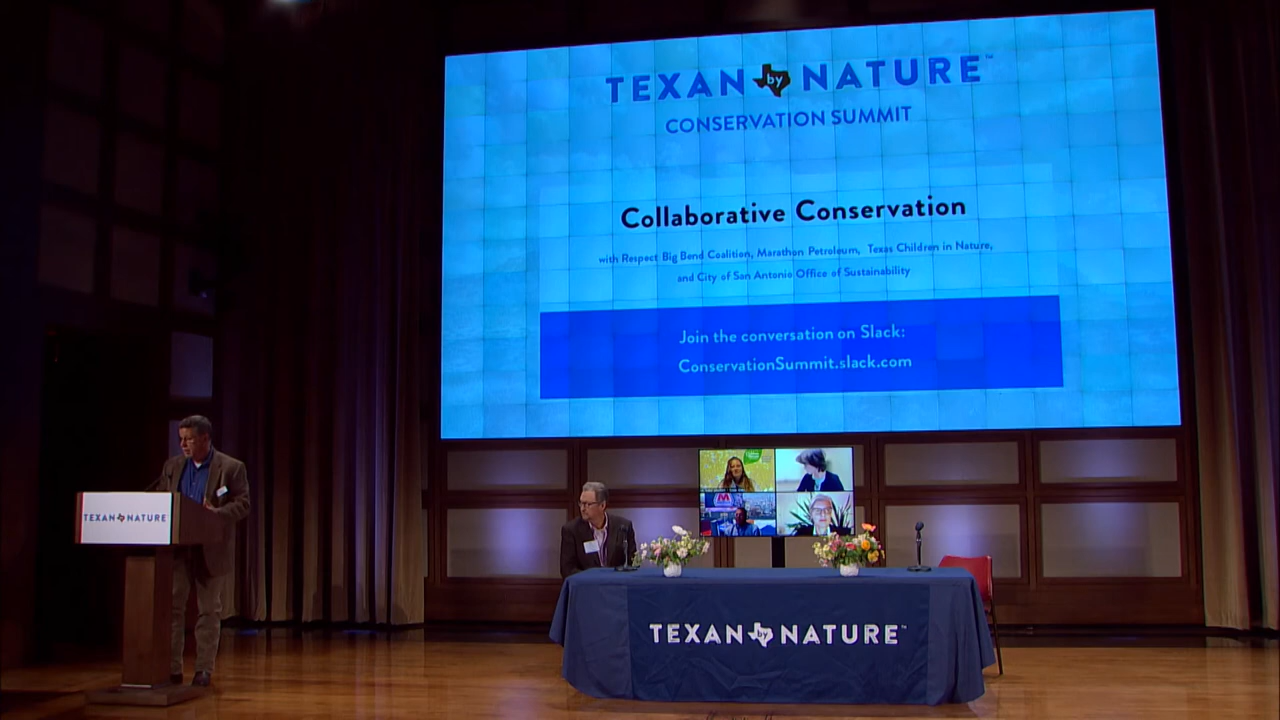 TEXAN by NATURE™
CONSERVATION SUMMIT
Collaborative Conservation
with Respect Big Bend Coalition, Marathon Petroleum, Texas Children in Nature,
and City of San Antonio Office of Sustainability
Join the conversation on Slack:
ConservationSummit.slack.com
TEXAN NATURE
TEXAN by NATURE™